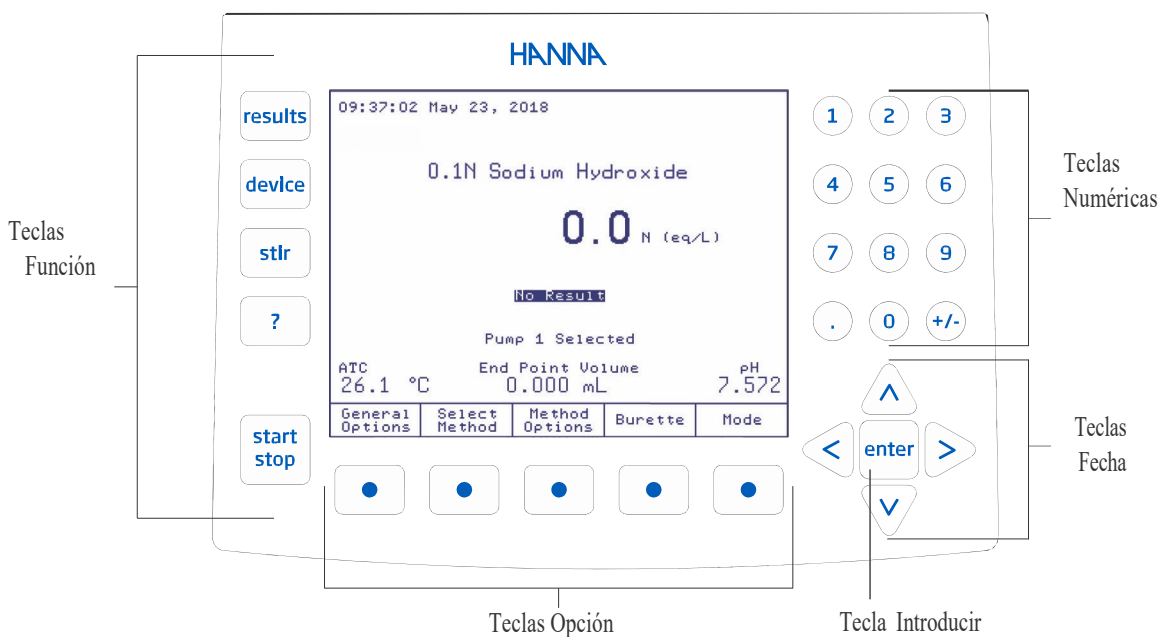 HANNA
results
device
stir
?
start
stop
Teclas
Función
09:37:02 May 23, 2018
0.1N Sodium Hydroxide
0.0 N (eq/L)
No Result
Pump 1 Selected
ATC End Point Volume pH
26.1 °C 0.000 mL 7.572
General Select Method Burette Mode
Options Method Options
1 2 3
4 5 6
7 8 9
. 0 +/-
Teclas
Numéricas
enter
Teclas
Fecha
Teclas Opción
Tecla Introducir